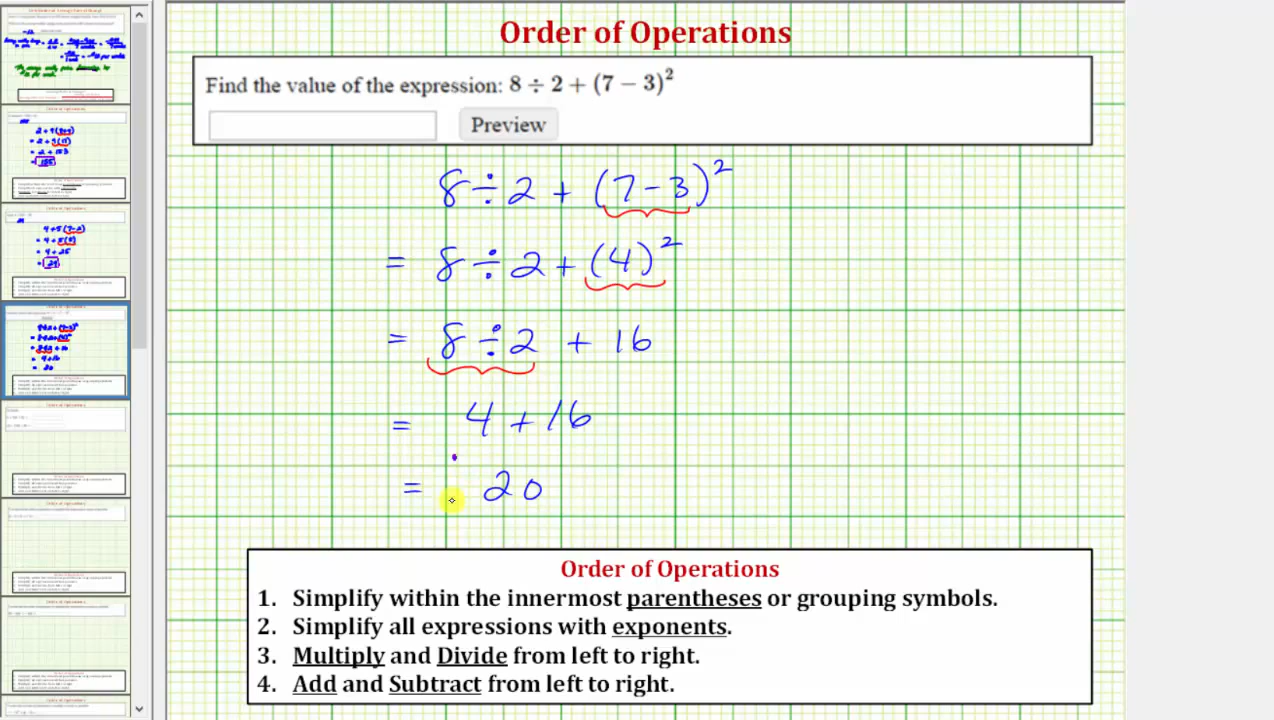 Order of Operations
Find the value of the expression: 8 ÷ 2 + (7 − 3)²
Preview
8 ÷ 2 + (7 − 3)²
= 8 ÷ 2 + (4)²
= 8 ÷ 2 + 16
= 4 + 16
= 20
Order of Operations
1. Simplify within the innermost parentheses or grouping symbols.
2. Simplify all expressions with exponents.
3. Multiply and Divide from left to right.
4. Add and Subtract from left to right.